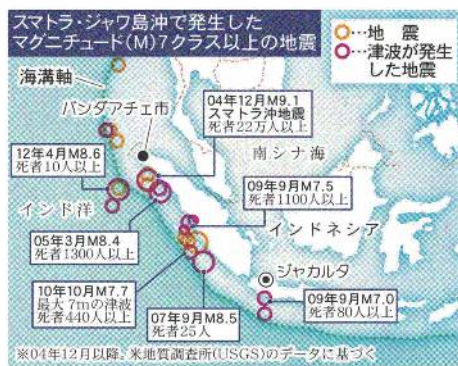 スマトラ・ジャワ島沖で発生した
マグニチュード(M)7クラス以上の地震
○…地　震
○…津波が発生
した地震
海溝軸
バンダアチェ市
04年12月M9.1
スマトラ沖地震
死者22万人以上
12年4月M8.6
死者10人以上
南シナ海
インド洋
09年9月M7.5
死者1100人以上
インドネシア
05年3月M8.4
死者1300人以上
ジャカルタ
10年10月M7.7
最大7mの津波
死者440人以上
07年9月M8.5
死者25人
09年9月M7.0
死者80人以上
※04年12月以降、米地質調査所(USGS)のデータに基づく